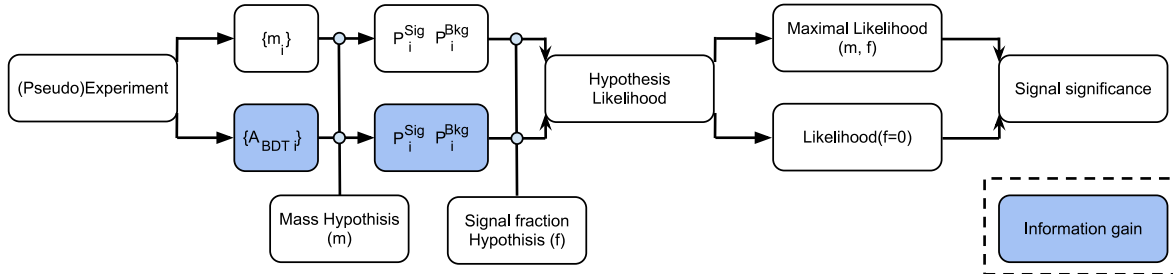 (Pseudo)Experiment
{m_i}
{A_BDT i}
P_i^Sig P_i^Bkg
P_i^Sig P_i^Bkg
Mass Hypothisis
(m)
Signal fraction
Hypothisis (f)
Hypothesis
Likelihood
Maximal Likelihood
(m, f)
Likelihood(f=0)
Signal significance
Information gain